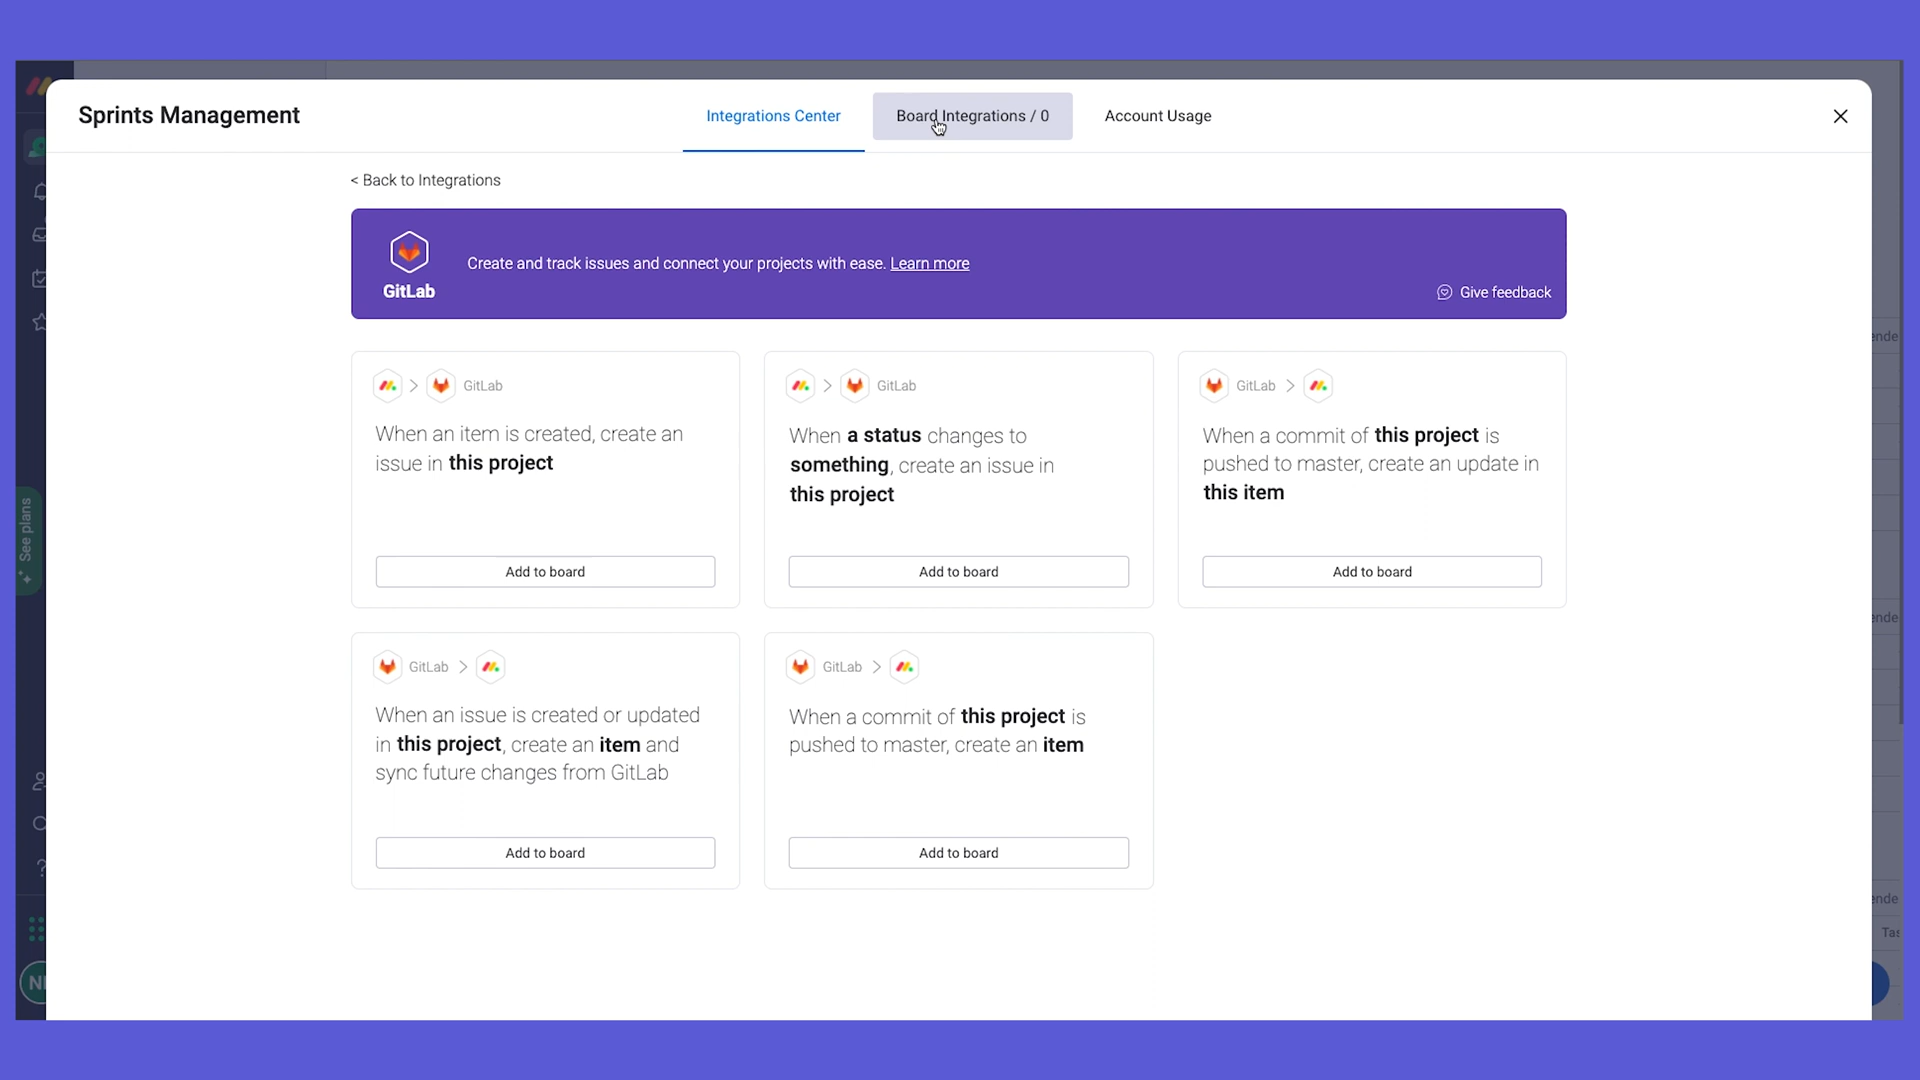 Sprints Management
Integrations Center
Board Integrations / 0
Account Usage
< Back to Integrations
GitLab
Create and track issues and connect your projects with ease. Learn more
Give feedback
GitLab
When an item is created, create an
issue in this project
Add to board
GitLab
When a status changes to
something, create an issue in
this project
Add to board
GitLab
When a commit of this project is
pushed to master, create an update in
this item
Add to board
GitLab
When an issue is created or updated
in this project, create an item and
sync future changes from GitLab
Add to board
GitLab
When a commit of this project is
pushed to master, create an item
Add to board
See plans
ende
ende
ende
Tas